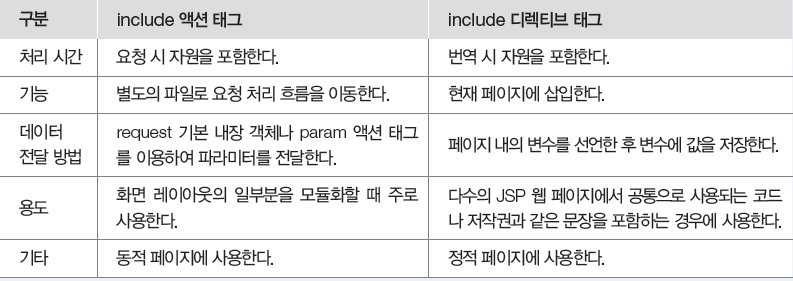 구분 include 액션 태그 include 디렉티브 태그
처리 시간 요청 시 자원을 포함한다. 번역 시 자원을 포함한다.
기능 별도의 파일로 요청 처리 흐름을 이동한다. 현재 페이지에 삽입한다.
데이터
전달 방법
request 기본 내장 객체나 param 액션 태그
를 이용하여 파라미터를 전달한다.
페이지 내의 변수를 선언한 후 변수에 값을 저장한다.
용도
화면 레이아웃의 일부분을 모듈화할 때 주로
사용한다.
다수의 JSP 웹 페이지에서 공통으로 사용되는 코드
나 저작권과 같은 문장을 포함하는 경우에 사용한다.
기타 동적 페이지에 사용한다. 정적 페이지에 사용한다.